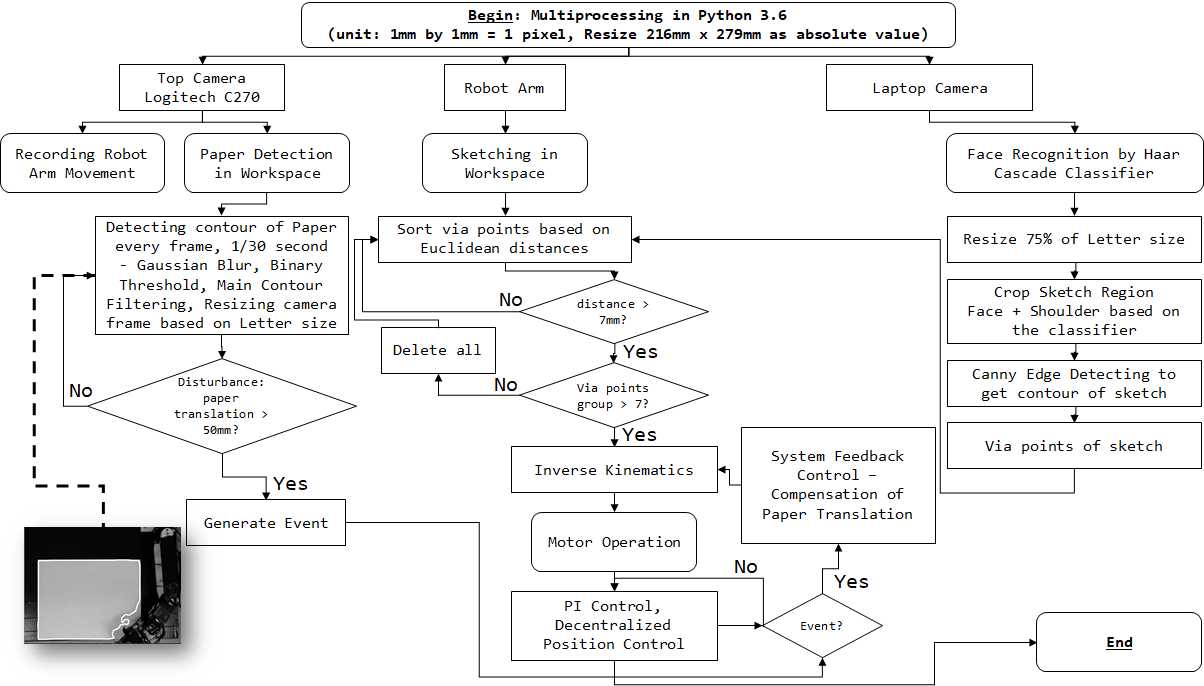 Begin: Multiprocessing in Python 3.6
(unit: 1mm by 1mm = 1 pixel, Resize 216mm x 279mm as absolute value)
Top Camera
Logitech C270
Robot Arm
Laptop Camera
Recording Robot
Arm Movement
Paper Detection
in Workspace
Sketching in
Workspace
Face Recognition by Haar
Cascade Classifier
Detecting contour of Paper
every frame, 1/30 second
- Gaussian Blur, Binary
Threshold, Main Contour
Filtering, Resizing camera
frame based on Letter size
Sort via points based on
Euclidean distances
Resize 75% of Letter size
distance >
7mm?
No
Yes
Crop Sketch Region
Face + Shoulder based on
the classifier
Delete all
Via points
group > 7?
No
Yes
Canny Edge Detecting to
get contour of sketch
Disturbance:
paper
translation >
50mm?
No
Yes
Via points of sketch
Inverse Kinematics
System Feedback
Control –
Compensation of
Paper Translation
Generate Event
Motor Operation
No
Yes
PI Control,
Decentralized
Position Control
Event?
End